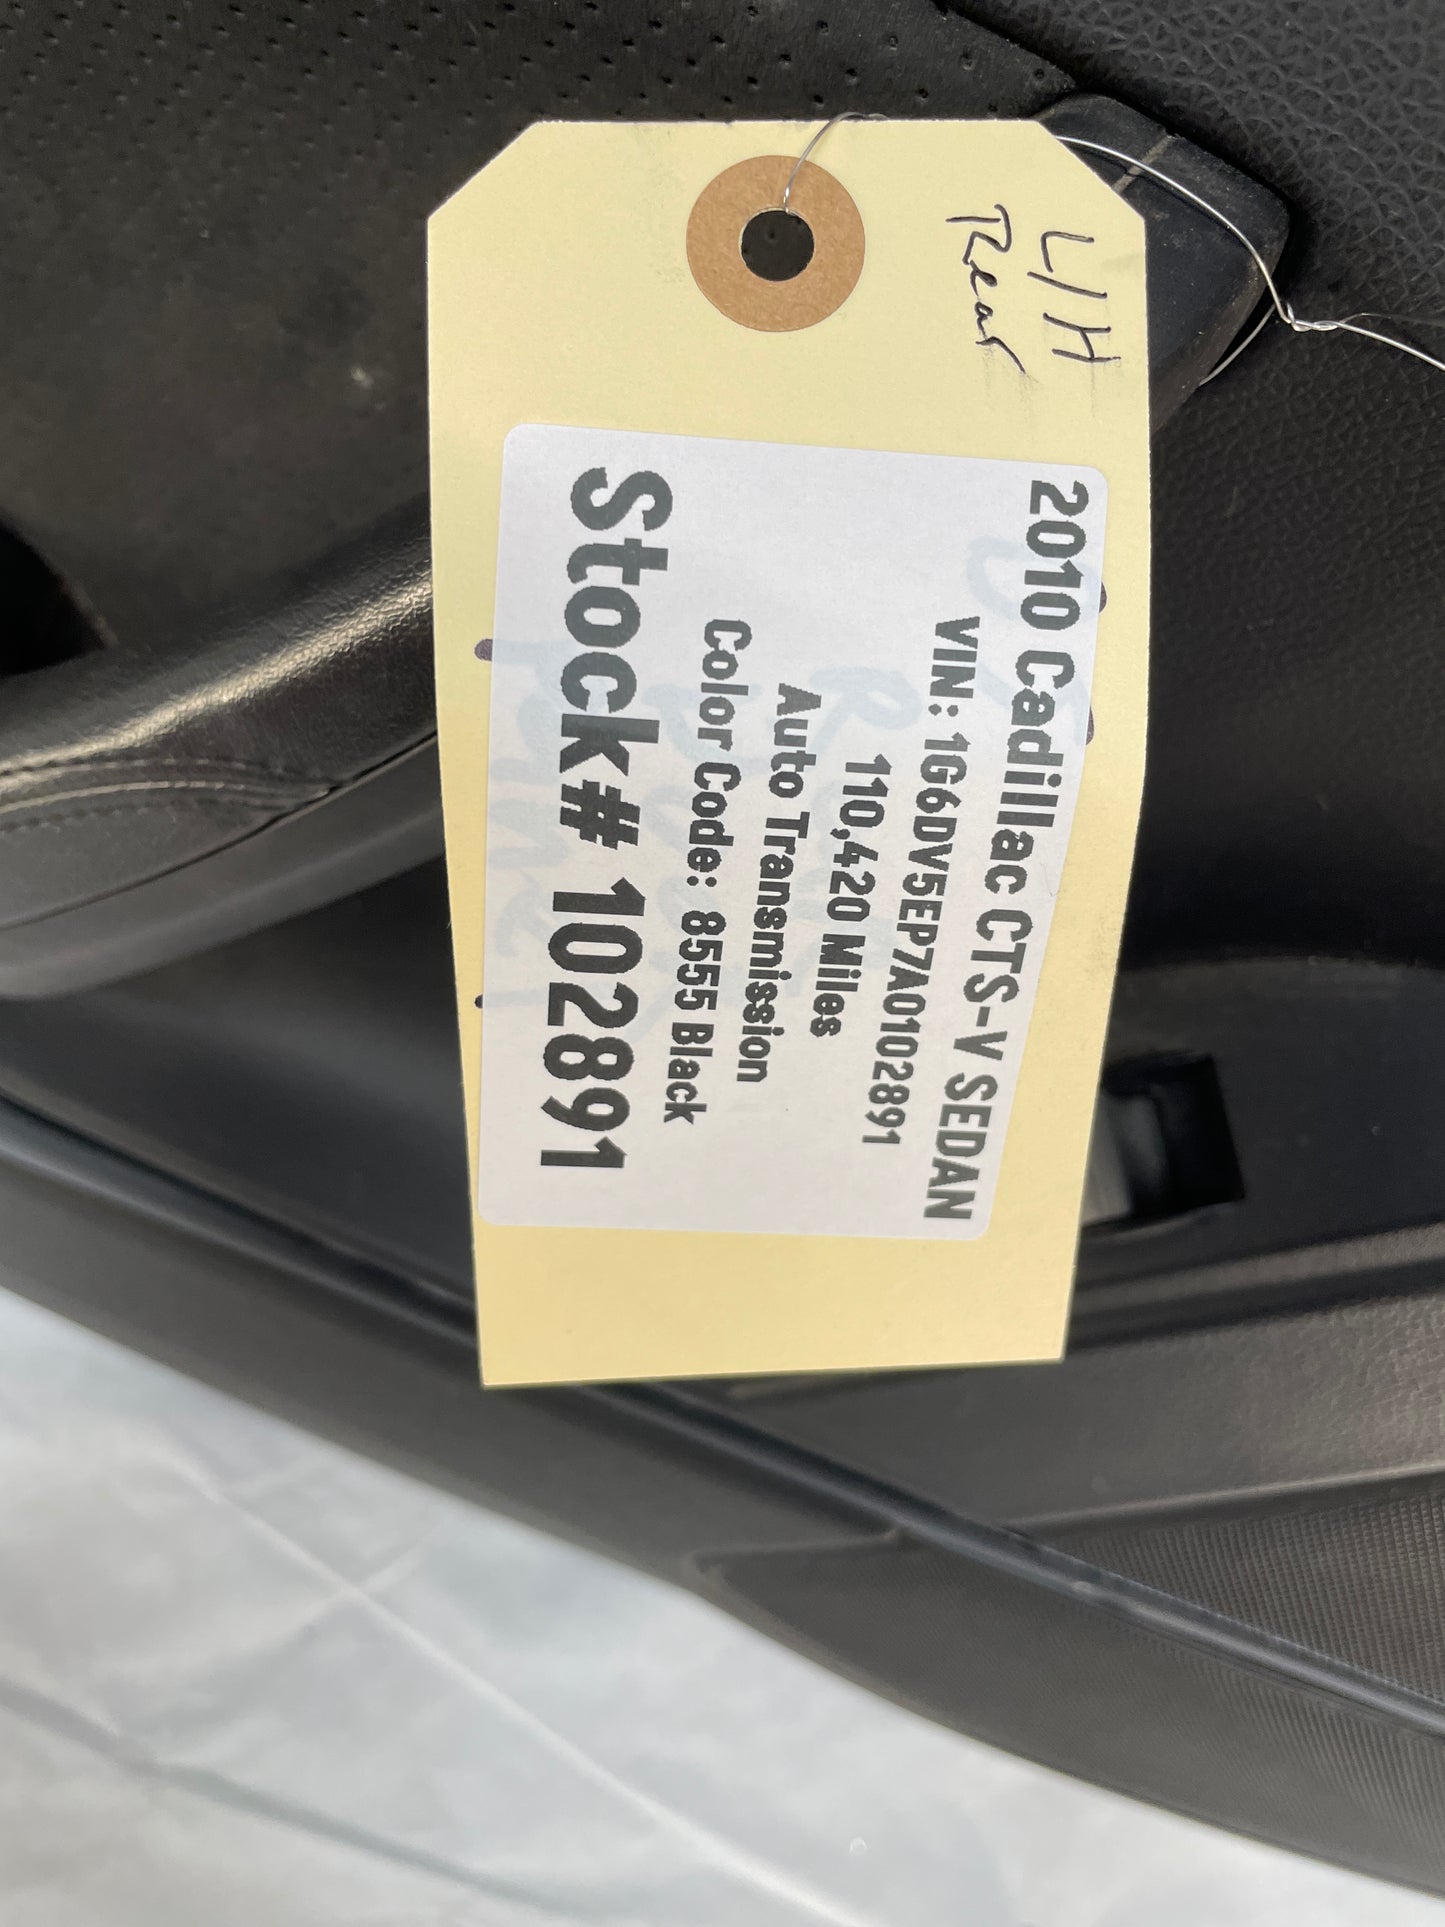 L/H
Rear
2010 Cadillac CTS-V SEDAN
VIN: 1G6DV5EP7A0102891
110,420 Miles
Auto Transmission
Color Code: 8555 Black
Stock# 102891